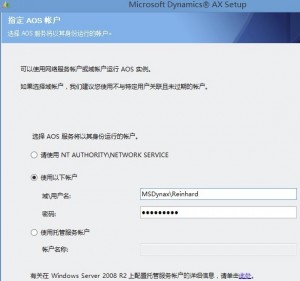 Microsoft Dynamics® AX Setup
指定 AOS 帐户
选择 AOS 服务将以其身份运行的帐户。
可以使用网络服务帐户或域帐户运行 AOS 实例。
如果选择域帐户，我们建议您使用不与特定用户关联且未过期的帐户。
选择 AOS 服务将以其身份运行的帐户。
请使用 NT AUTHORITY\NETWORK SERVICE
使用以下帐户
域\用户名: MSDynax\Reinhard
密码: ●●●●●●●●●
使用托管服务帐户
帐户名称:
有关在 Windows Server 2008 R2 上配置托管服务帐户的详细信息，请单击此处。